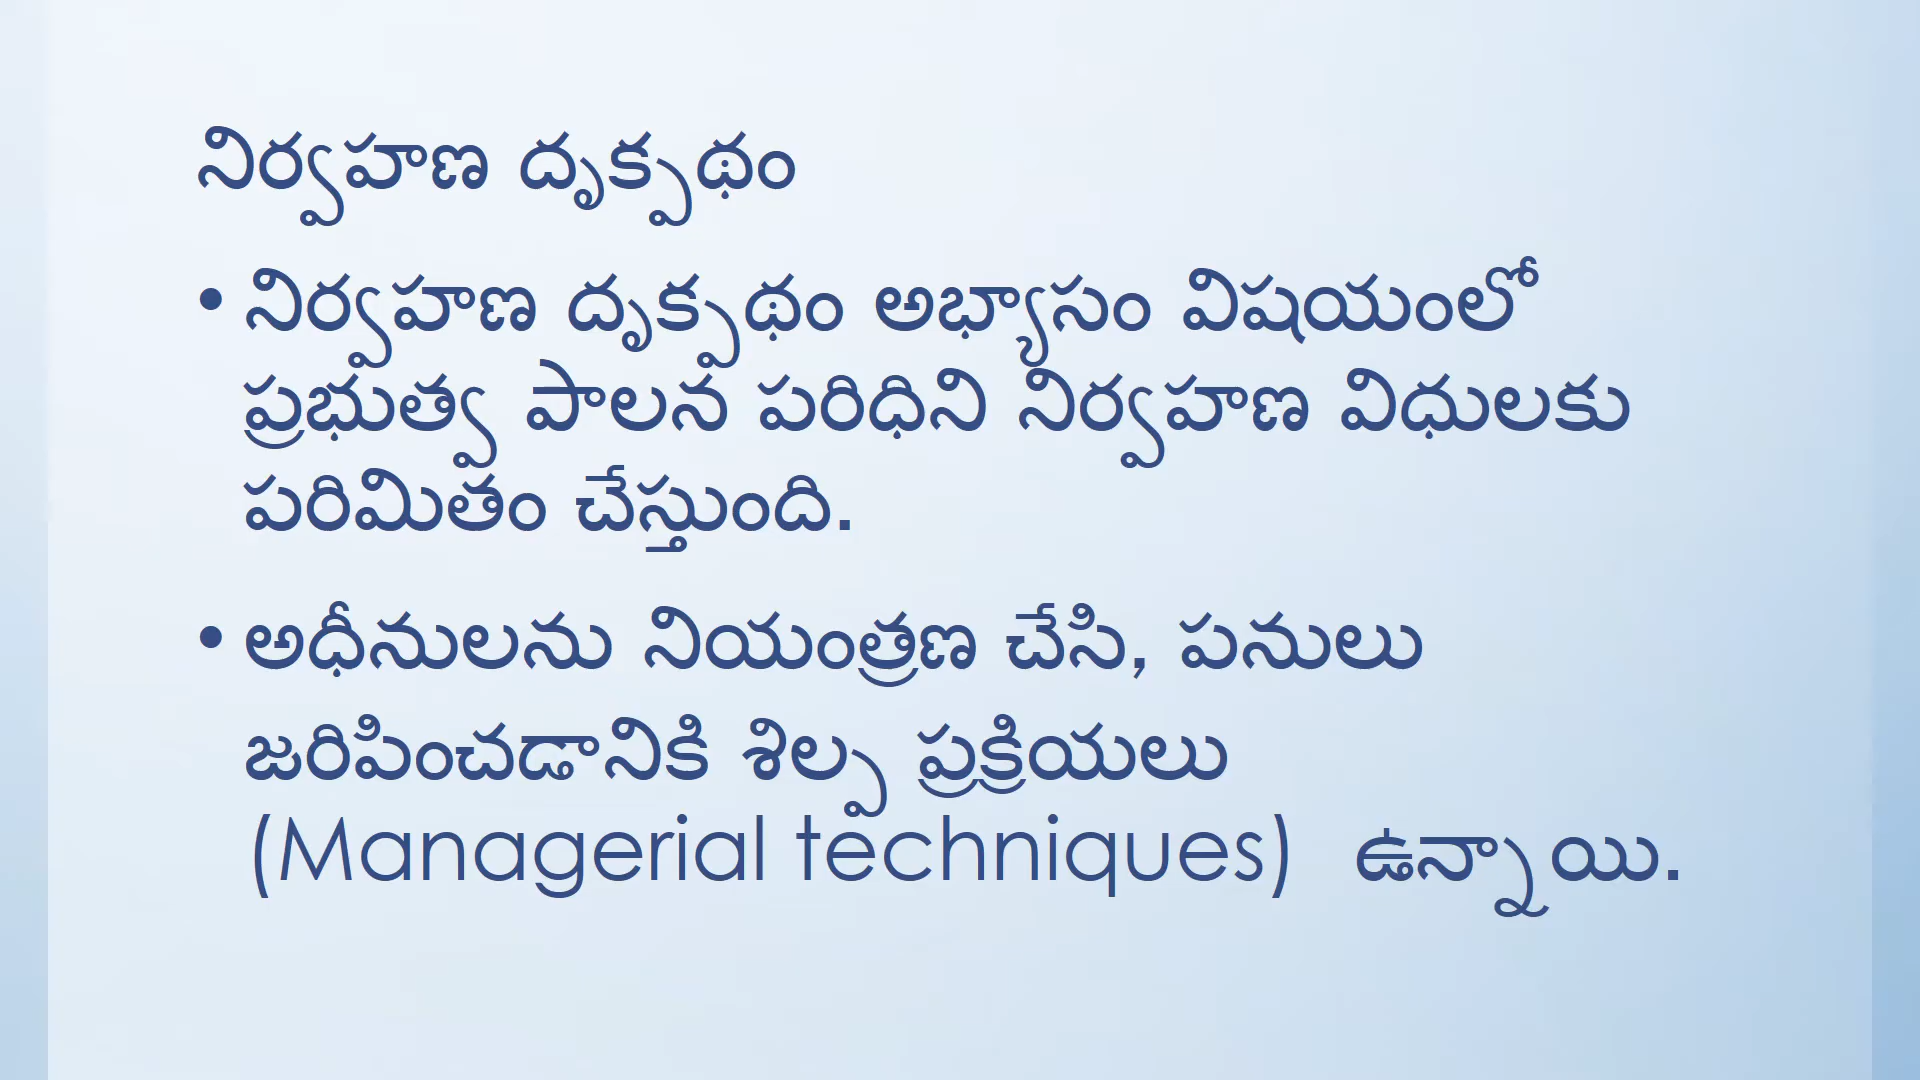 నిర్వహణ దృక్పథం
• నిర్వహణ దృక్పథం అభ్యాసం విషయంలో
ప్రభుత్వ పాలన పరిధిని నిర్వహణ విధులకు
పరిమితం చేస్తుంది.
• అధీనులను నియంత్రణ చేసి, పనులు
జరిపించడానికి శిల్ప ప్రక్రియలు
(Managerial techniques) ఉన్నాయి.